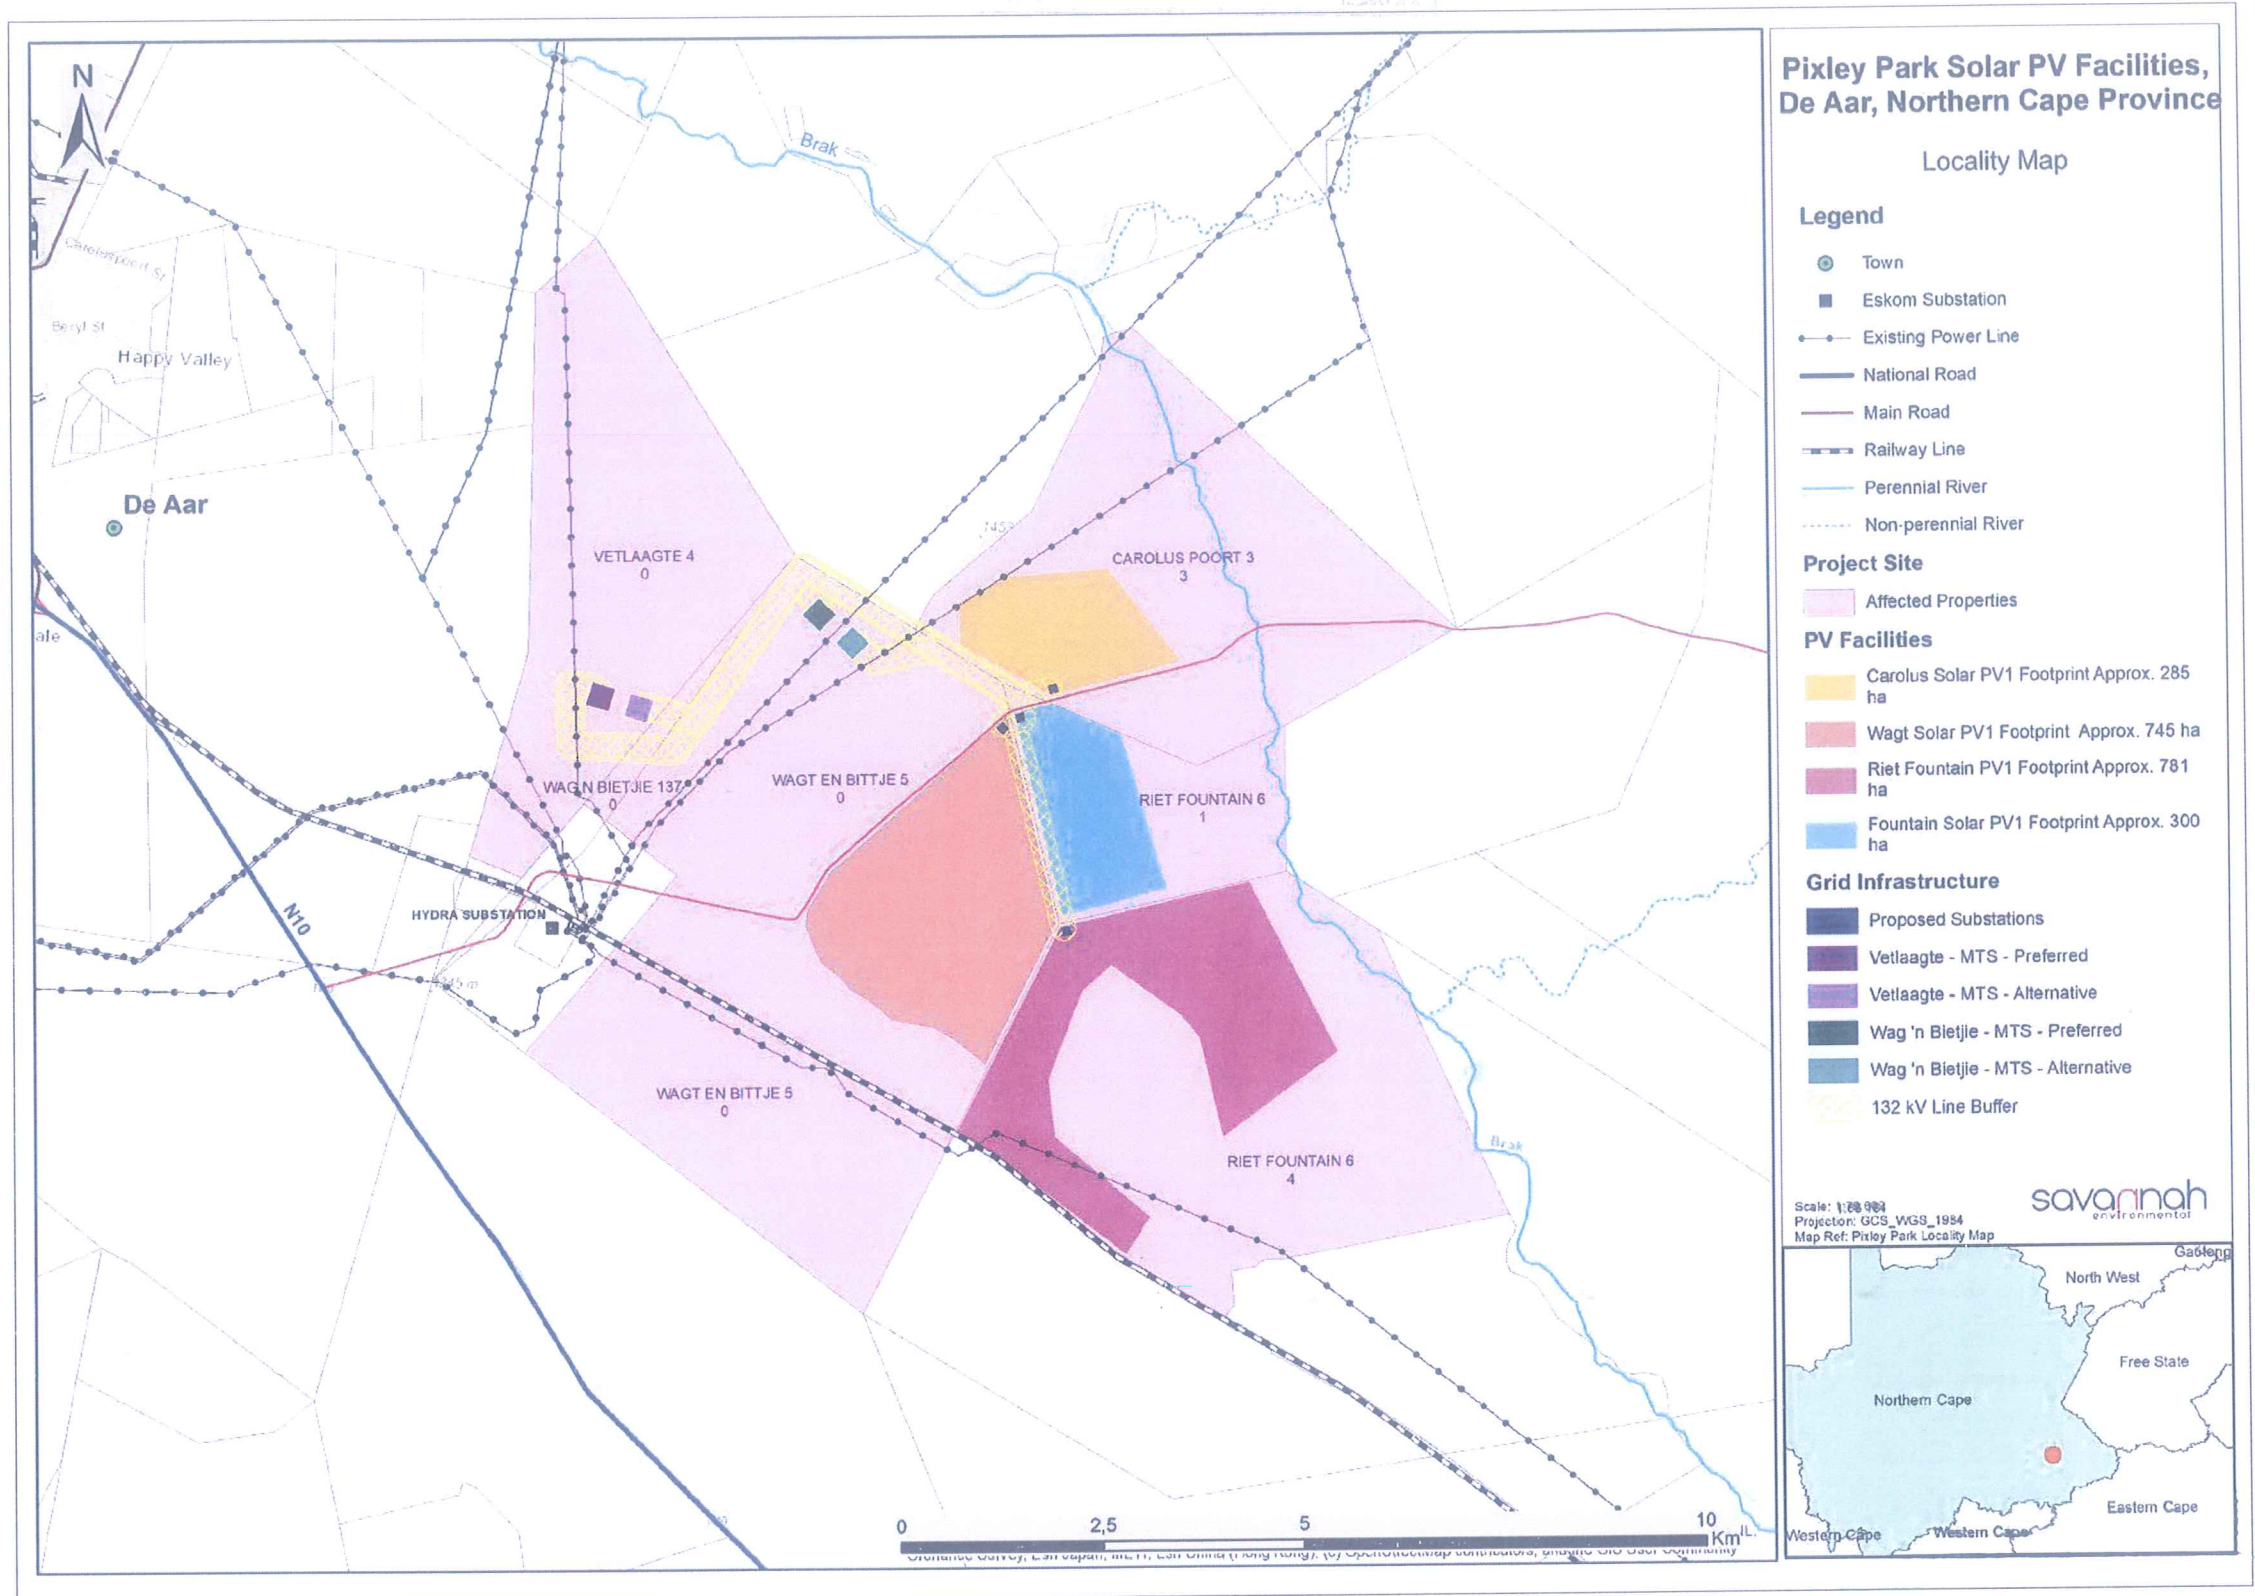 Pixley Park Solar PV Facilities,
De Aar, Northern Cape Province
Locality Map
Legend
Town
Eskom Substation
Existing Power Line
National Road
Main Road
Railway Line
Perennial River
Non-perennial River
Project Site
Affected Properties
PV Facilities
Carolus Solar PV1 Footprint Approx. 285
ha
Wagt Solar PV1 Footprint Approx. 745 ha
Riet Fountain PV1 Footprint Approx. 781
ha
Fountain Solar PV1 Footprint Approx. 300
ha
Grid Infrastructure
Proposed Substations
Vetlaagte - MTS - Preferred
Vetlaagte - MTS - Alternative
Wag 'n Bietjie - MTS - Preferred
Wag 'n Bietjie - MTS - Alternative
132 kV Line Buffer
Scale:
Projection: GCS_WGS_1984
Map Ref: Pixley Park Locality Map
savannah
environmental
Gauteng
North West
Free State
Northern Cape
Eastern Cape
Western Cape
Western Cape
N
Brak
Caroluspoort St
Beryl St
Happy Valley
De Aar
VETLAAGTE 4
0
CAROLUS POORT 3
3
ale
WAG N BIETJIE 137
0
WAGT EN BITTJE 5
0
RIET FOUNTAIN 6
1
HYDRA SUBSTATION
N10
WAGT EN BITTJE 5
0
RIET FOUNTAIN 6
4
Brak
0 2,5 5 10
Km